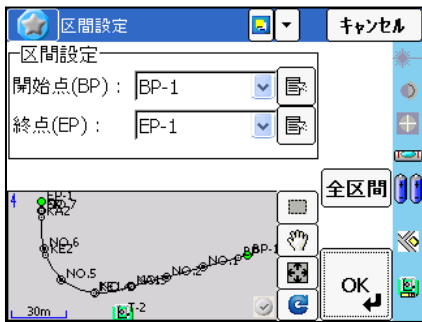 区間設定
キャンセル
区間設定
開始点(BP)： BP-1
終点(EP)： EP-1
全区間
EP-1
KA2
NO.6
KE2
NO.5
KE1
NO.2
NO.1
BP-1
T-2
30m
OK